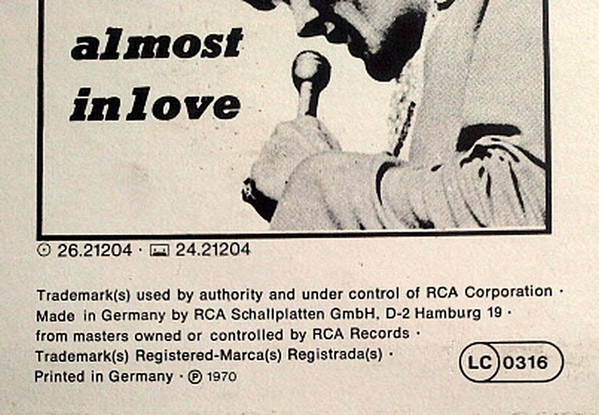 almost
in love
26.21204 · 24.21204
Trademark(s) used by authority and under control of RCA Corporation ·
Made in Germany by RCA Schallplatten GmbH, D-2 Hamburg 19 ·
from masters owned or controlled by RCA Records ·
Trademark(s) Registered-Marca(s) Registrada(s) ·
LC 0316
Printed in Germany · ℗ 1970